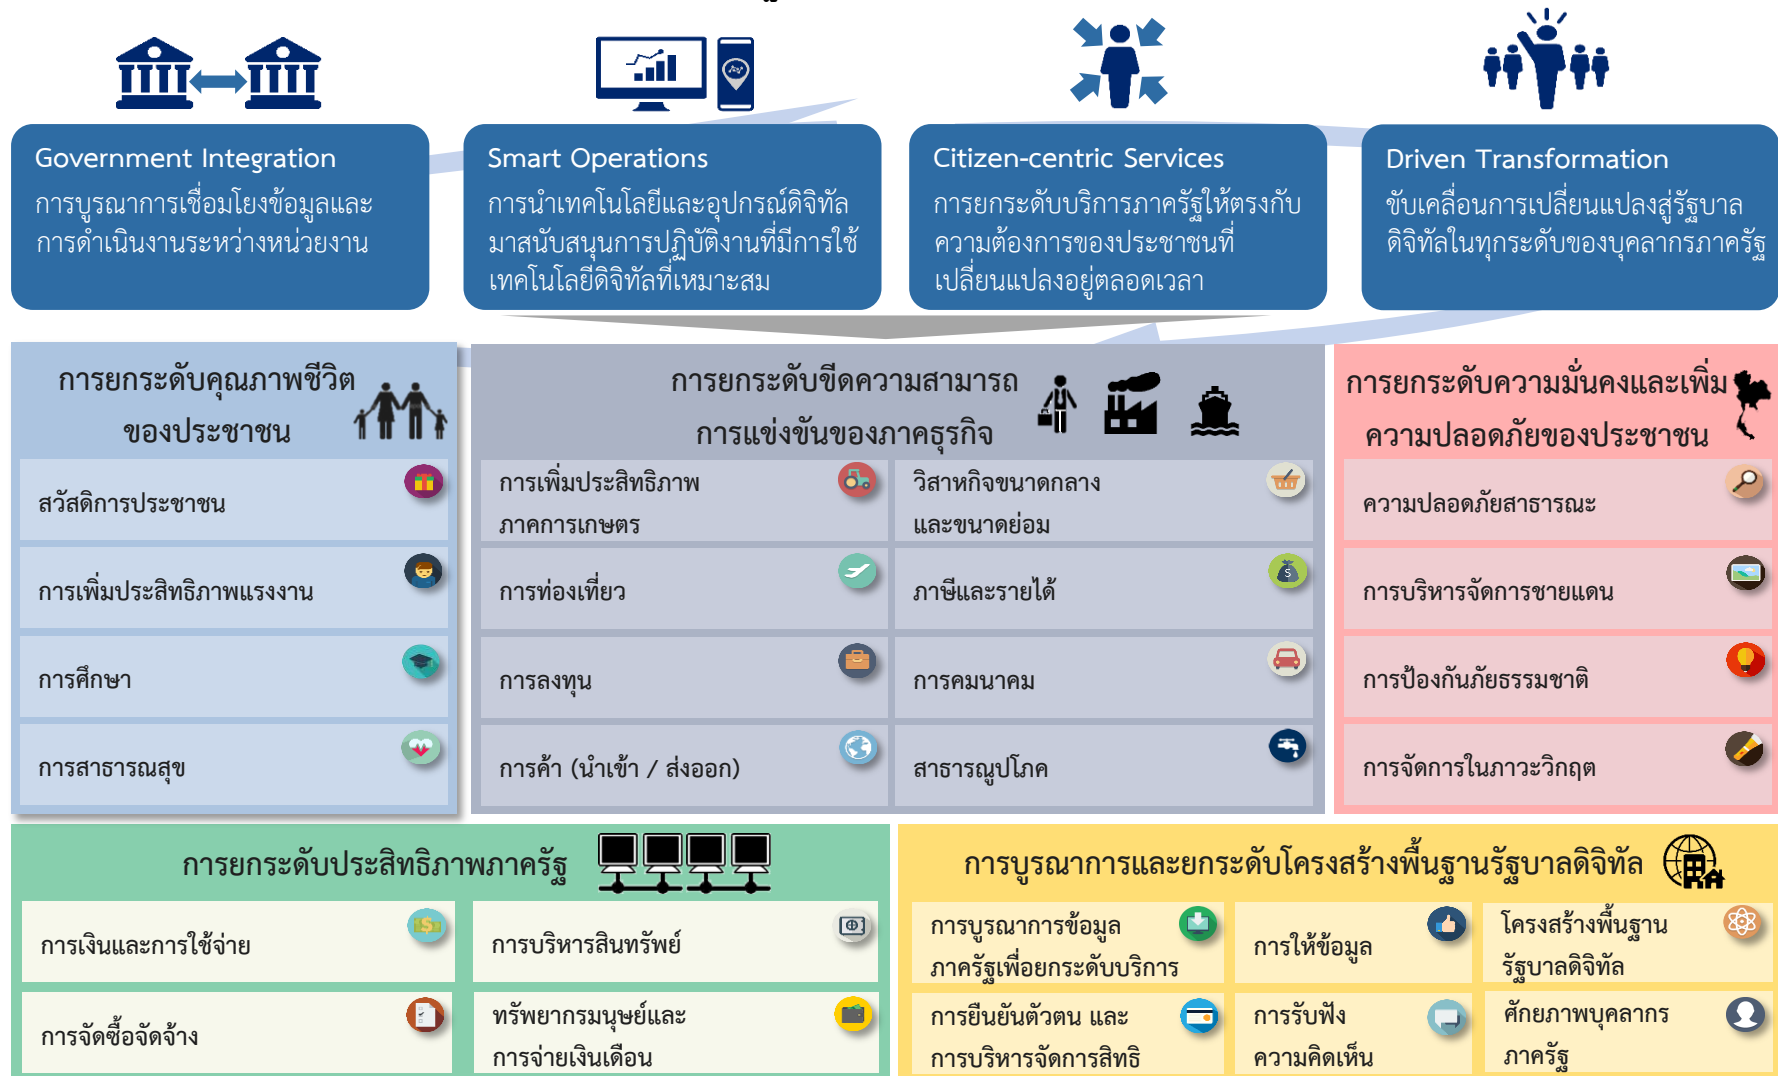 Government Integration
การบูรณาการเชื่อมโยงข้อมูลและ
การดำเนินงานระหว่างหน่วยงาน
Smart Operations
การนำเทคโนโลยีและอุปกรณ์ดิจิทัล
มาสนับสนุนการปฏิบัติงานที่มีการใช้
เทคโนโลยีดิจิทัลที่เหมาะสม
Citizen-centric Services
การยกระดับบริการภาครัฐให้ตรงกับ
ความต้องการของประชาชนที่
เปลี่ยนแปลงอยู่ตลอดเวลา
Driven Transformation
ขับเคลื่อนการเปลี่ยนแปลงสู่รัฐบาล
ดิจิทัลในทุกระดับของบุคลากรภาครัฐ
การยกระดับคุณภาพชีวิต
ของประชาชน
สวัสดิการประชาชน
การเพิ่มประสิทธิภาพแรงงาน
การศึกษา
การสาธารณสุข
การยกระดับขีดความสามารถ
การแข่งขันของภาคธุรกิจ
การเพิ่มประสิทธิภาพ
ภาคการเกษตร
วิสาหกิจขนาดกลาง
และขนาดย่อม
การท่องเที่ยว
ภาษีและรายได้
การลงทุน
การคมนาคม
การค้า (นำเข้า / ส่งออก)
สาธารณูปโภค
การยกระดับความมั่นคงและเพิ่ม
ความปลอดภัยของประชาชน
ความปลอดภัยสาธารณะ
การบริหารจัดการชายแดน
การป้องกันภัยธรรมชาติ
การจัดการในภาวะวิกฤต
การยกระดับประสิทธิภาพภาครัฐ
การเงินและการใช้จ่าย
การบริหารสินทรัพย์
การจัดซื้อจัดจ้าง
ทรัพยากรมนุษย์และ
การจ่ายเงินเดือน
การบูรณาการและยกระดับโครงสร้างพื้นฐานรัฐบาลดิจิทัล
การบูรณาการข้อมูล
ภาครัฐเพื่อยกระดับบริการ
การให้ข้อมูล
โครงสร้างพื้นฐาน
รัฐบาลดิจิทัล
การยืนยันตัวตน และ
การบริหารจัดการสิทธิ
การรับฟัง
ความคิดเห็น
ศักยภาพบุคลากร
ภาครัฐ